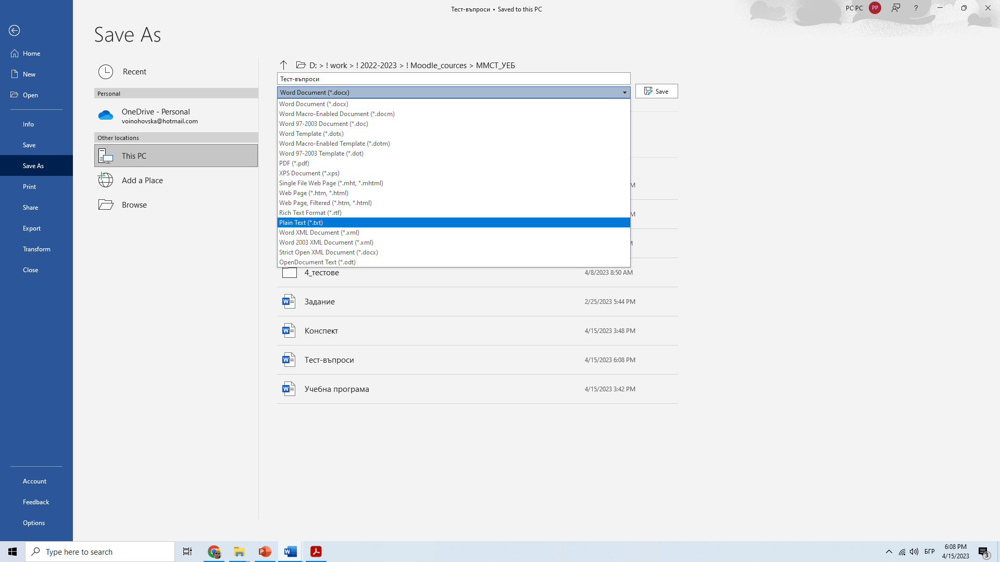 Тест-въпроси • Saved to this PC
PC PC
PP
?
Save As
Home
New
Open
Info
Save
Save As
Print
Share
Export
Transform
Close
Account
Feedback
Options
Recent
Personal
OneDrive - Personal
voinohovska@hotmail.com
Other locations
This PC
Add a Place
Browse
D: > ! work > ! 2022-2023 > ! Moodle_cources > ММСТ_УЕБ
Тест-въпроси
Word Document (*.docx)
Save
Word Document (*.docx)
Word Macro-Enabled Document (*.docm)
Word 97-2003 Document (*.doc)
Word Template (*.dotx)
Word Macro-Enabled Template (*.dotm)
Word 97-2003 Template (*.dot)
PDF (*.pdf)
XPS Document (*.xps)
Single File Web Page (*.mht, *.mhtml)
Web Page (*.htm, *.html)
Web Page, Filtered (*.htm, *.html)
Rich Text Format (*.rtf)
Plain Text (*.txt)
Word XML Document (*.xml)
Word 2003 XML Document (*.xml)
Strict Open XML Document (*.docx)
OpenDocument Text (*.odt)
4_тестове 4/8/2023 8:50 AM
Задание 2/25/2023 5:44 PM
Конспект 4/15/2023 3:48 PM
Тест-въпроси 4/15/2023 6:08 PM
Учебна програма 4/15/2023 3:42 PM
Type here to search
БГР
6:08 PM
4/15/2023
3